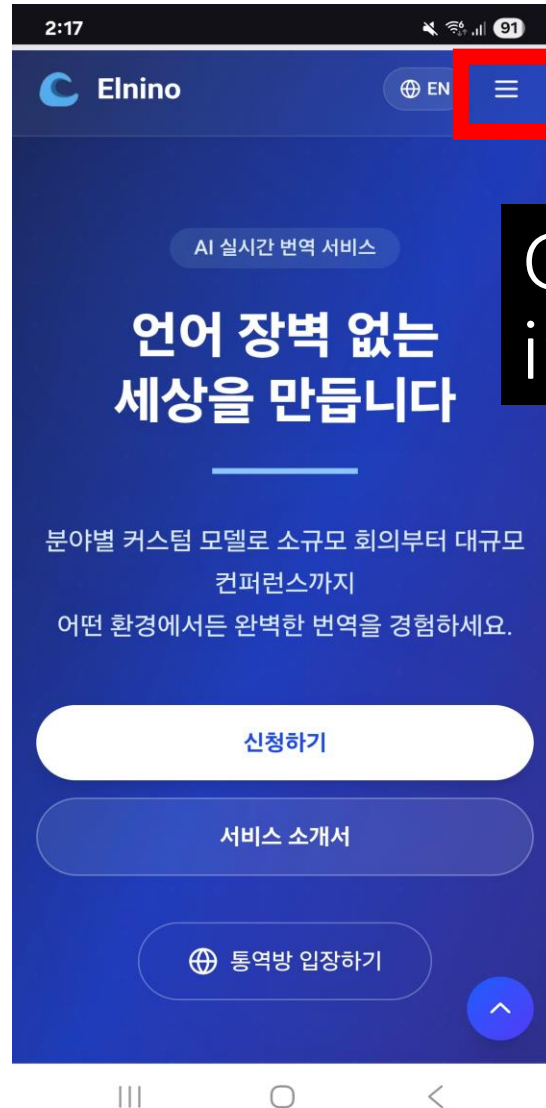 2:17
91
Elnino
EN
AI 실시간 번역 서비스
언어 장벽 없는
세상을 만듭니다
분야별 커스텀 모델로 소규모 회의부터 대규모
컨퍼런스까지
어떤 환경에서든 완벽한 번역을 경험하세요.
신청하기
서비스 소개서
통역방 입장하기